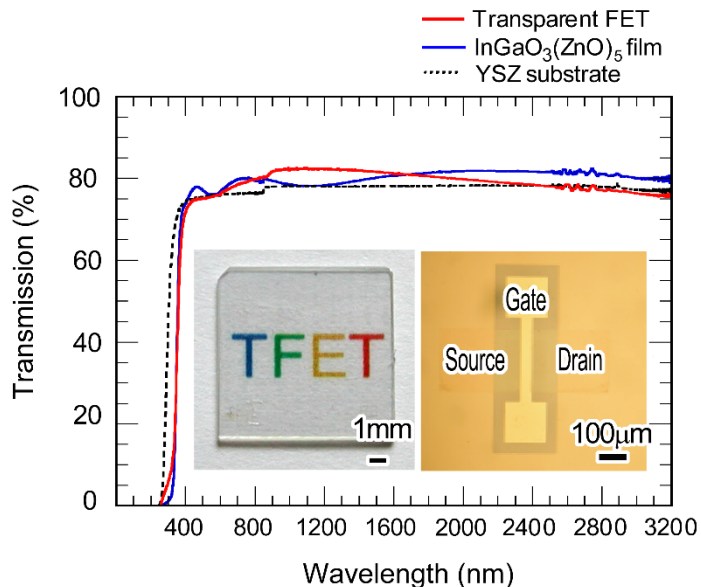 Transparent FET
InGaO₃(ZnO)₅ film
YSZ substrate
100
80
60
40
20
0
Transmission (%)
TFET
1mm
Gate
Source
Drain
100μm
400 800 1200 1600 2000 2400 2800 3200
Wavelength (nm)